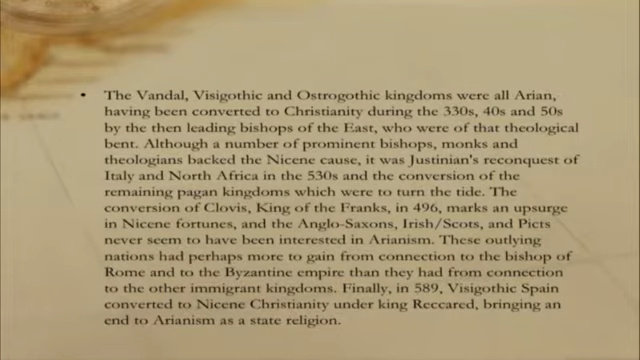 • The Vandal, Visigothic and Ostrogothic kingdoms were all Arian,
having been converted to Christianity during the 330s, 40s and 50s
by the then leading bishops of the East, who were of that theological
bent. Although a number of prominent bishops, monks and
theologians backed the Nicene cause, it was Justinian's reconquest of
Italy and North Africa in the 530s and the conversion of the
remaining pagan kingdoms which were to turn the tide. The
conversion of Clovis, King of the Franks, in 496, marks an upsurge
in Nicene fortunes, and the Anglo-Saxons, Irish/Scots, and Picts
never seem to have been interested in Arianism. These outlying
nations had perhaps more to gain from connection to the bishop of
Rome and to the Byzantine empire than they had from connection
to the other immigrant kingdoms. Finally, in 589, Visigothic Spain
converted to Nicene Christianity under king Reccared, bringing an
end to Arianism as a state religion.